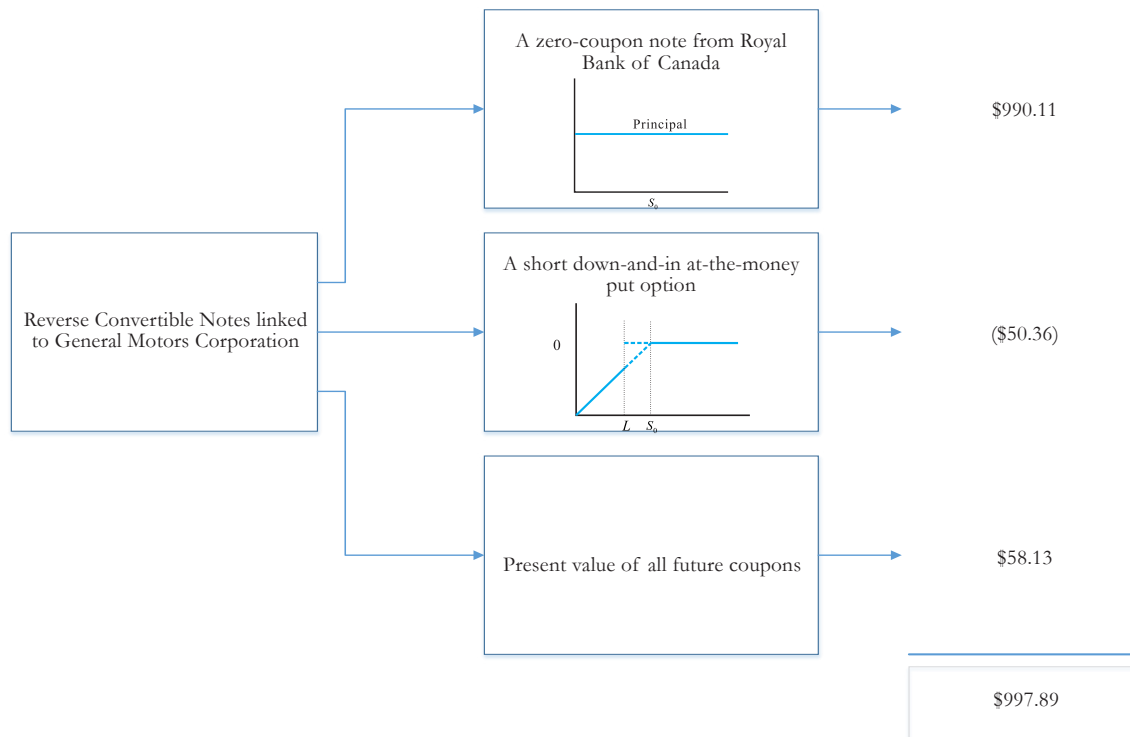 A zero-coupon note from Royal
Bank of Canada
Principal
S₀
$990.11
Reverse Convertible Notes linked
to General Motors Corporation
A short down-and-in at-the-money
put option
0
L S₀
($50.36)
Present value of all future coupons
$58.13
$997.89